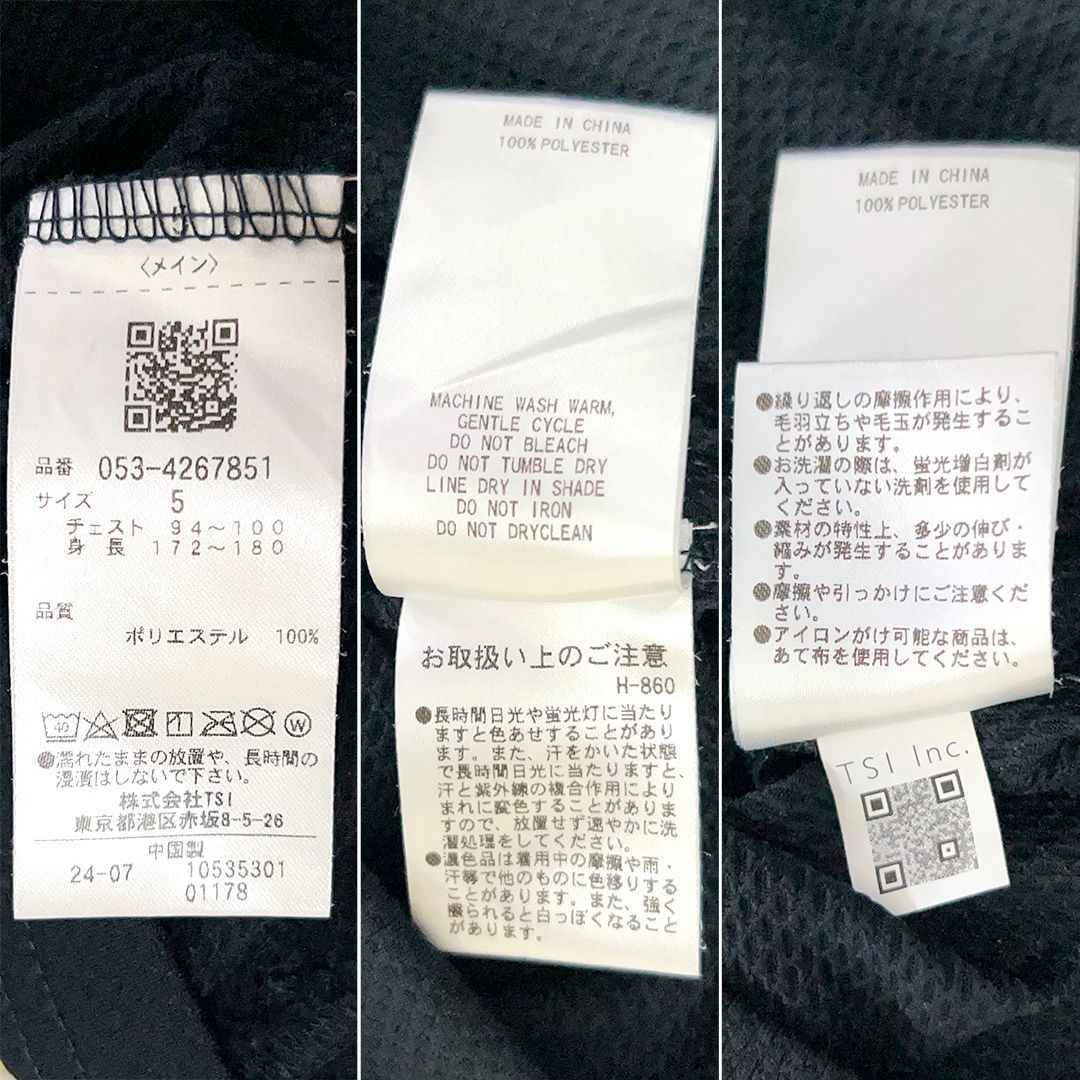 〈メイン〉
品番 053-4267851
サイズ 5
チェスト 94～100
身長 172～180
品質
ポリエステル 100%
40
W
●濡れたままの放置や、長時間の
浸漬はしないで下さい。
株式会社TSI
東京都港区赤坂8-5-26
中国製
24-07 10535301
01178
MADE IN CHINA
100% POLYESTER
MACHINE WASH WARM,
GENTLE CYCLE
DO NOT BLEACH
DO NOT TUMBLE DRY
LINE DRY IN SHADE
DO NOT IRON
DO NOT DRYCLEAN
お取扱い上のご注意
H-860
●長時間日光や蛍光灯に当たり
ますと色あせすることがあり
ます。また、汗をかいた状態
で長時間日光に当たりますと、
汗と紫外線の複合作用により
まれに変色することがありま
すので、放置せず速やかに洗
濯処理をしてください。
●濃色品は着用中の摩擦や雨・
汗等で他のものに色移りする
ことがあります。また、強く
擦られると白っぽくなること
があります。
MADE IN CHINA
100% POLYESTER
●繰り返しの摩擦作用により、
毛羽立ちや毛玉が発生するこ
とがあります。
●お洗濯の際は、蛍光増白剤が
入っていない洗剤を使用して
ください。
●素材の特性上、多少の伸び・
縮みが発生することがありま
す。
●摩擦や引っかけにご注意くだ
さい。
●アイロンがけ可能な商品は、
あて布を使用してください。
TSI Inc.